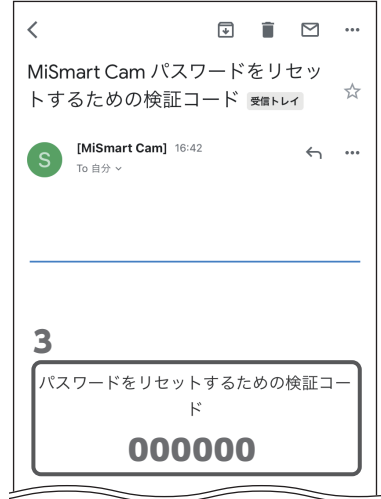 MiSmart Cam パスワードをリセッ
トするための検証コード 受信トレイ
S
[MiSmart Cam] 16:42
To 自分
3
パスワードをリセットするための検証コー
ド
000000